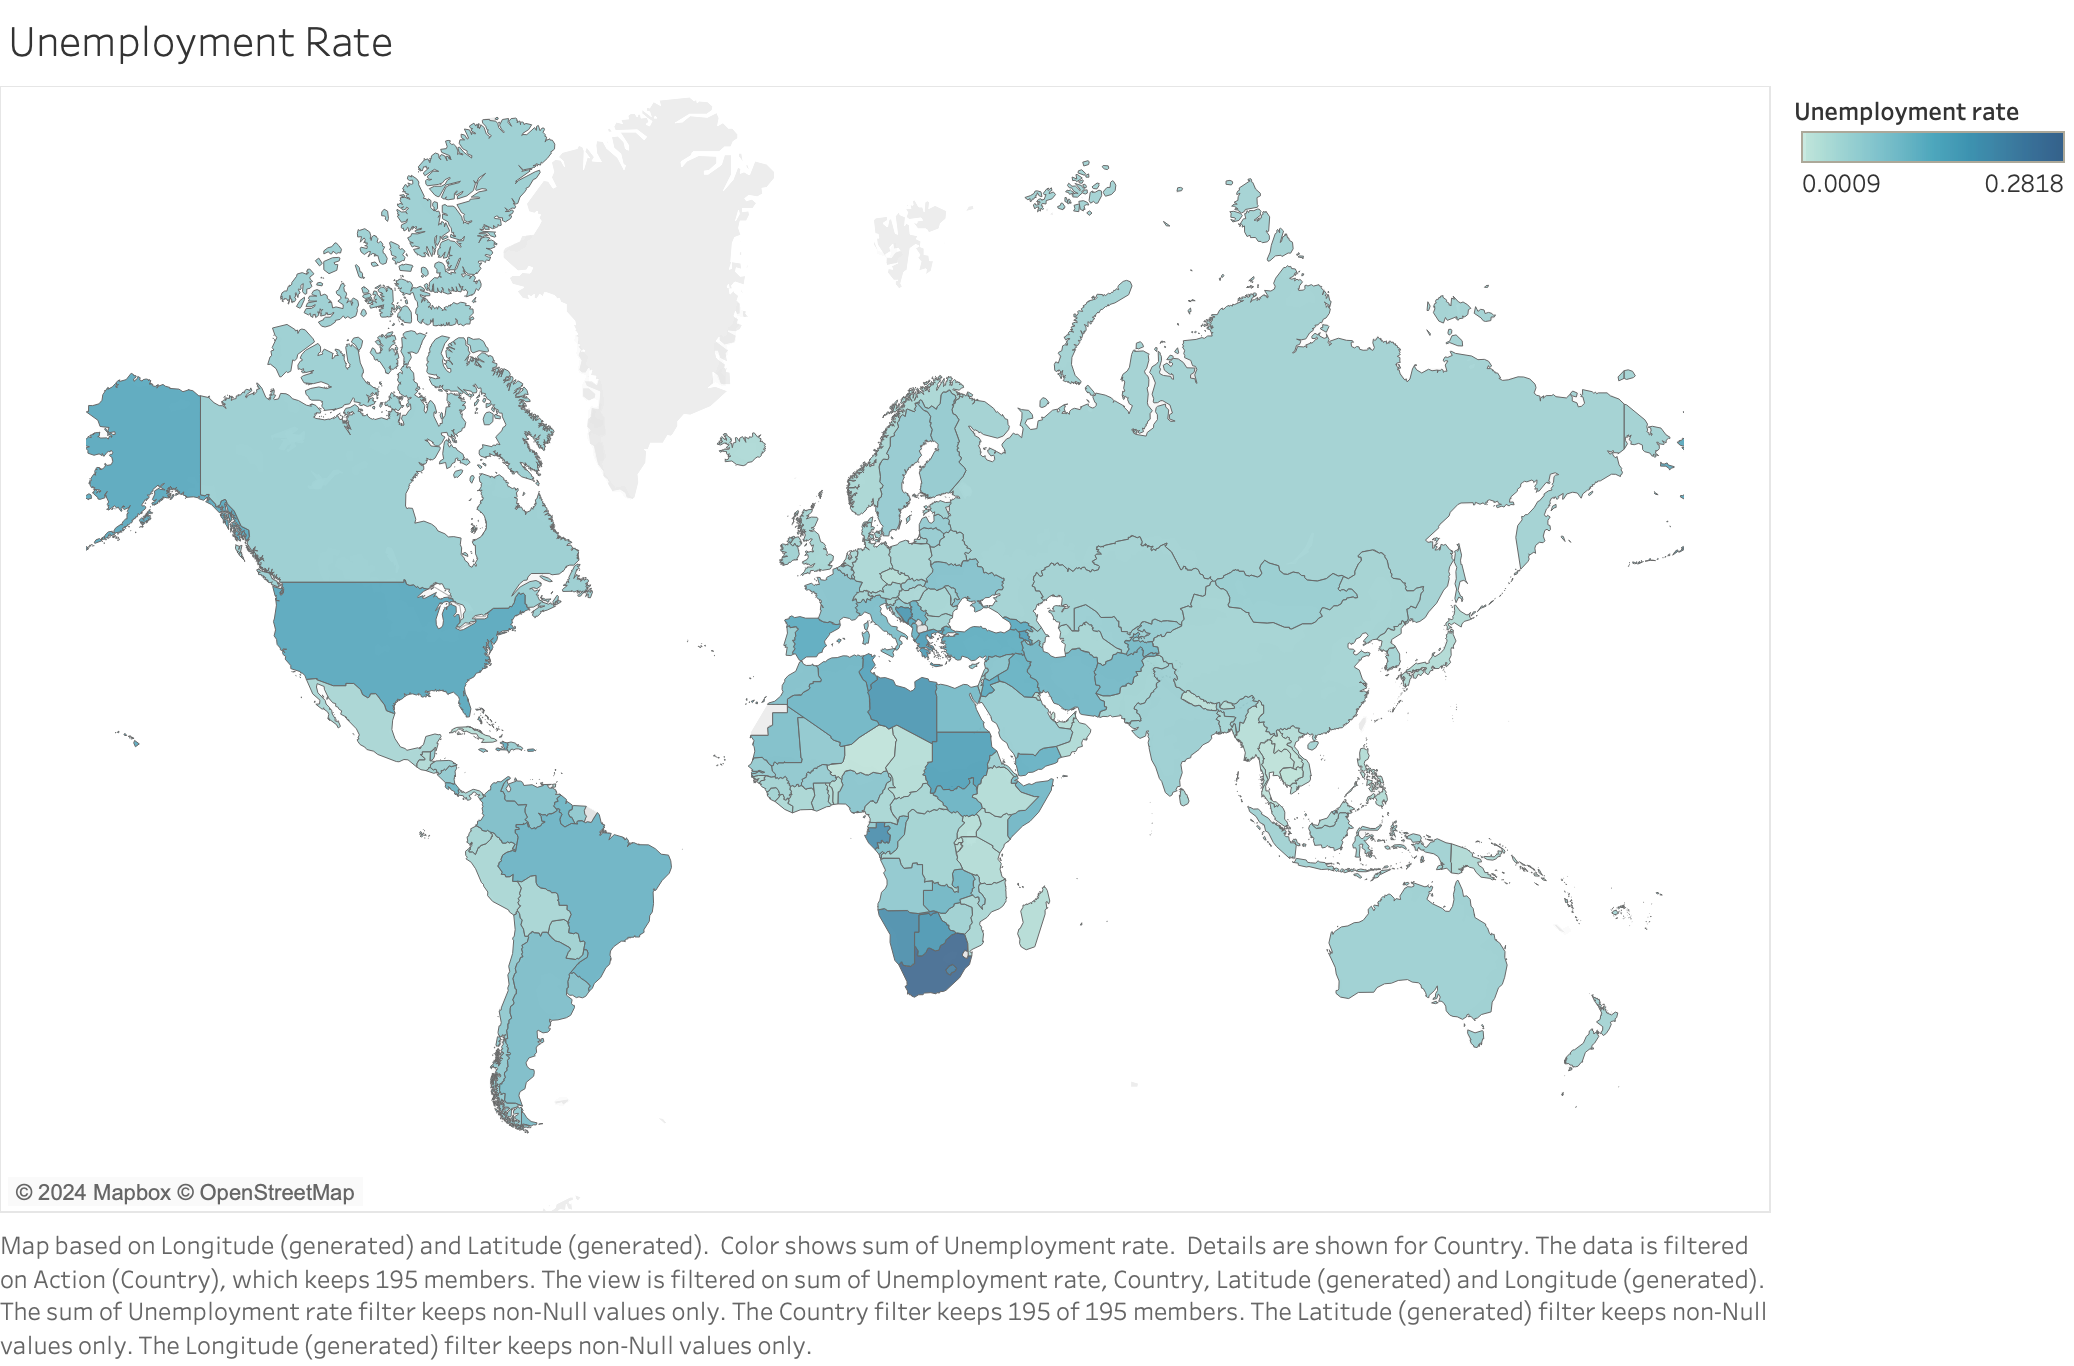 Unemployment Rate
Unemployment rate
0.0009 0.2818
© 2024 Mapbox © OpenStreetMap
Map based on Longitude (generated) and Latitude (generated).  Color shows sum of Unemployment rate.  Details are shown for Country. The data is filtered
on Action (Country), which keeps 195 members. The view is filtered on sum of Unemployment rate, Country, Latitude (generated) and Longitude (generated).
The sum of Unemployment rate filter keeps non-Null values only. The Country filter keeps 195 of 195 members. The Latitude (generated) filter keeps non-Null
values only. The Longitude (generated) filter keeps non-Null values only.